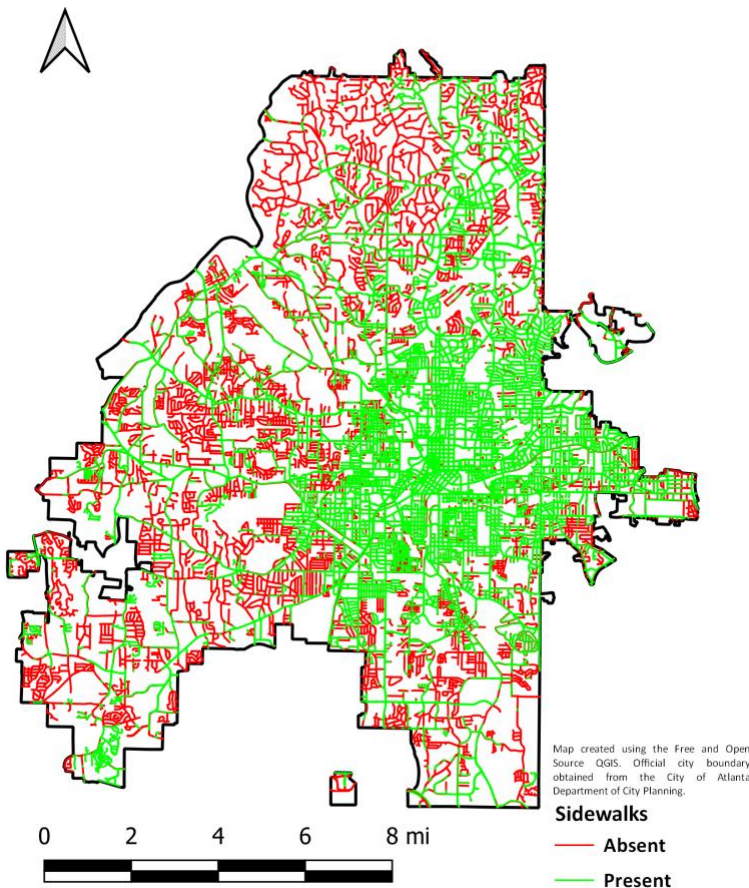 Map created using the Free and Open
Source QGIS. Official city boundary
obtained from the City of Atlanta
Department of City Planning.
Sidewalks
Absent
Present
0 2 4 6 8 mi